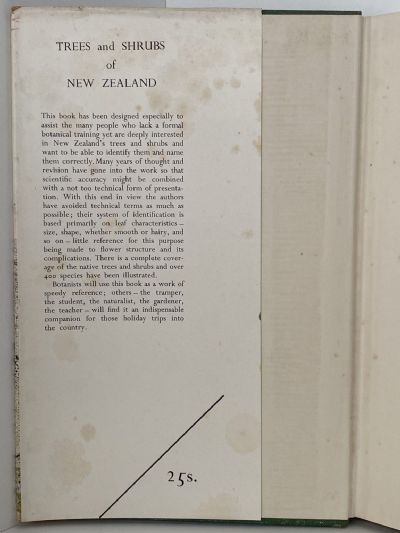 TREES and SHRUBS
of
NEW ZEALAND
This book has been designed especially to
assist the many people who lack a formal
botanical training yet are deeply interested
in New Zealand's trees and shrubs and
want to be able to identify them and name
them correctly. Many years of thought and
revision have gone into the work so that
scientific accuracy might be combined
with a not too technical form of presenta-
tion. With this end in view the authors
have avoided technical terms as much as
possible; their system of identification is
based primarily on leaf characteristics –
size, shape, whether smooth or hairy, and
so on – little reference for this purpose
being made to flower structure and its
complications. There is a complete cover-
age of the native trees and shrubs and over
400 species have been illustrated.
Botanists will use this book as a work of
speedy reference; others – the tramper,
the student, the naturalist, the gardener,
the teacher – will find it an indispensable
companion for those holiday trips into
the country.
25s.